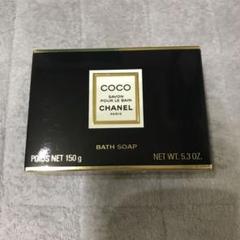 COCO
SAVON
POUR LE BAIN
CHANEL
PARIS
BATH SOAP
POIDS NET 150 g
NET WT. 5.3 OZ.